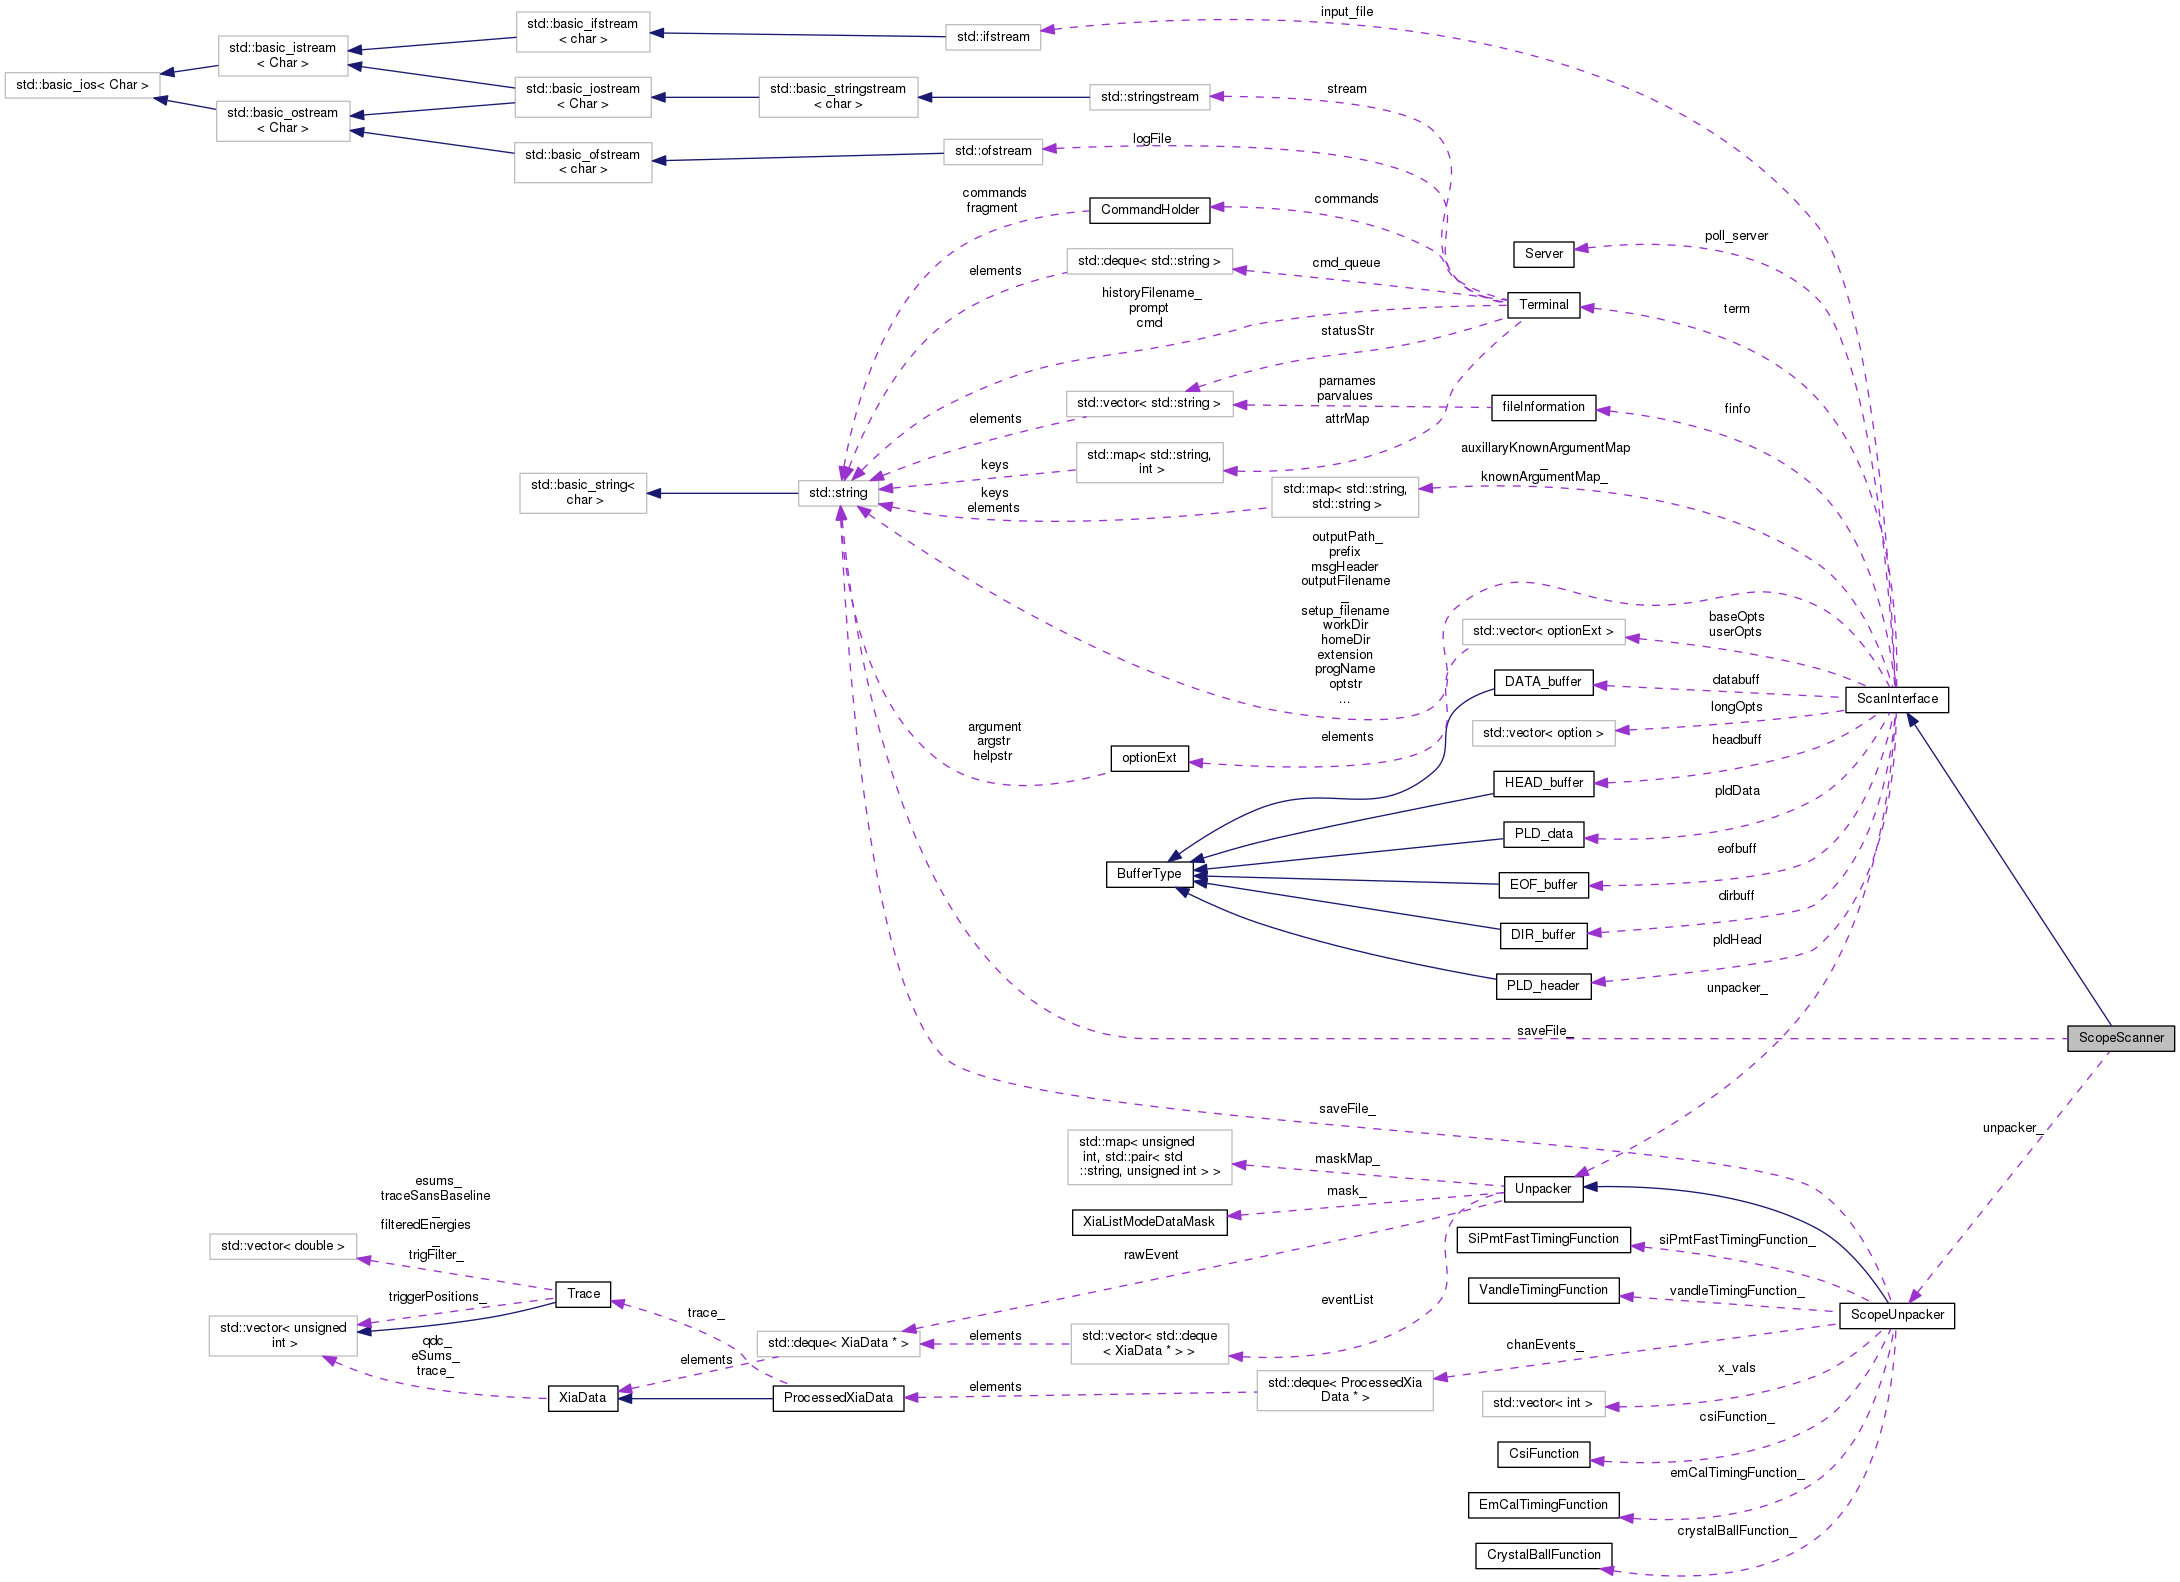 input_file
std::basic_ifstream
< char >
std::ifstream
std::basic_istream
< Char >
std::basic_ios< Char >
std::basic_iostream
< Char >
std::basic_stringstream
< char >
std::stringstream
stream
std::basic_ostream
< Char >
logFile
std::basic_ofstream
< char >
std::ofstream
commands
fragment
CommandHolder
commands
poll_server
Server
elements
std::deque< std::string >
cmd_queue
historyFilename_
prompt
cmd
Terminal
term
statusStr
elements
std::vector< std::string >
parnames
parvalues
fileInformation
finfo
attrMap
auxillaryKnownArgumentMap
_
knownArgumentMap_
keys
std::map< std::string,
int >
std::basic_string<
char >
std::string
keys
elements
std::map< std::string,
std::string >
outputPath_
prefix
msgHeader
outputFilename
_
setup_filename
workDir
homeDir
extension
progName
optstr
...
std::vector< optionExt >
baseOpts
userOpts
DATA_buffer
databuff
ScanInterface
longOpts
std::vector< option >
argument
argstr
helpstr
optionExt
elements
headbuff
HEAD_buffer
pldData
PLD_data
eofbuff
BufferType
EOF_buffer
dirbuff
DIR_buffer
pldHead
PLD_header
unpacker_
saveFile_
ScopeScanner
saveFile_
unpacker_
std::map< unsigned
int, std::pair< std
::string, unsigned int > >
maskMap_
Unpacker
mask_
XiaListModeDataMask
esums_
traceSansBaseline
_
filteredEnergies
_
trigFilter_
std::vector< double >
rawEvent
SiPmtFastTimingFunction
siPmtFastTimingFunction_
Trace
triggerPositions_
trace_
eventList
VandleTimingFunction
vandleTimingFunction_
ScopeUnpacker
std::vector< unsigned
int >
qdc_
eSums_
trace_
std::deque< XiaData * >
elements
std::vector< std::deque
< XiaData * > >
chanEvents_
elements
x_vals
XiaData
ProcessedXiaData
elements
std::deque< ProcessedXia
Data * >
std::vector< int >
csiFunction_
CsiFunction
emCalTimingFunction_
EmCalTimingFunction
crystalBallFunction_
CrystalBallFunction